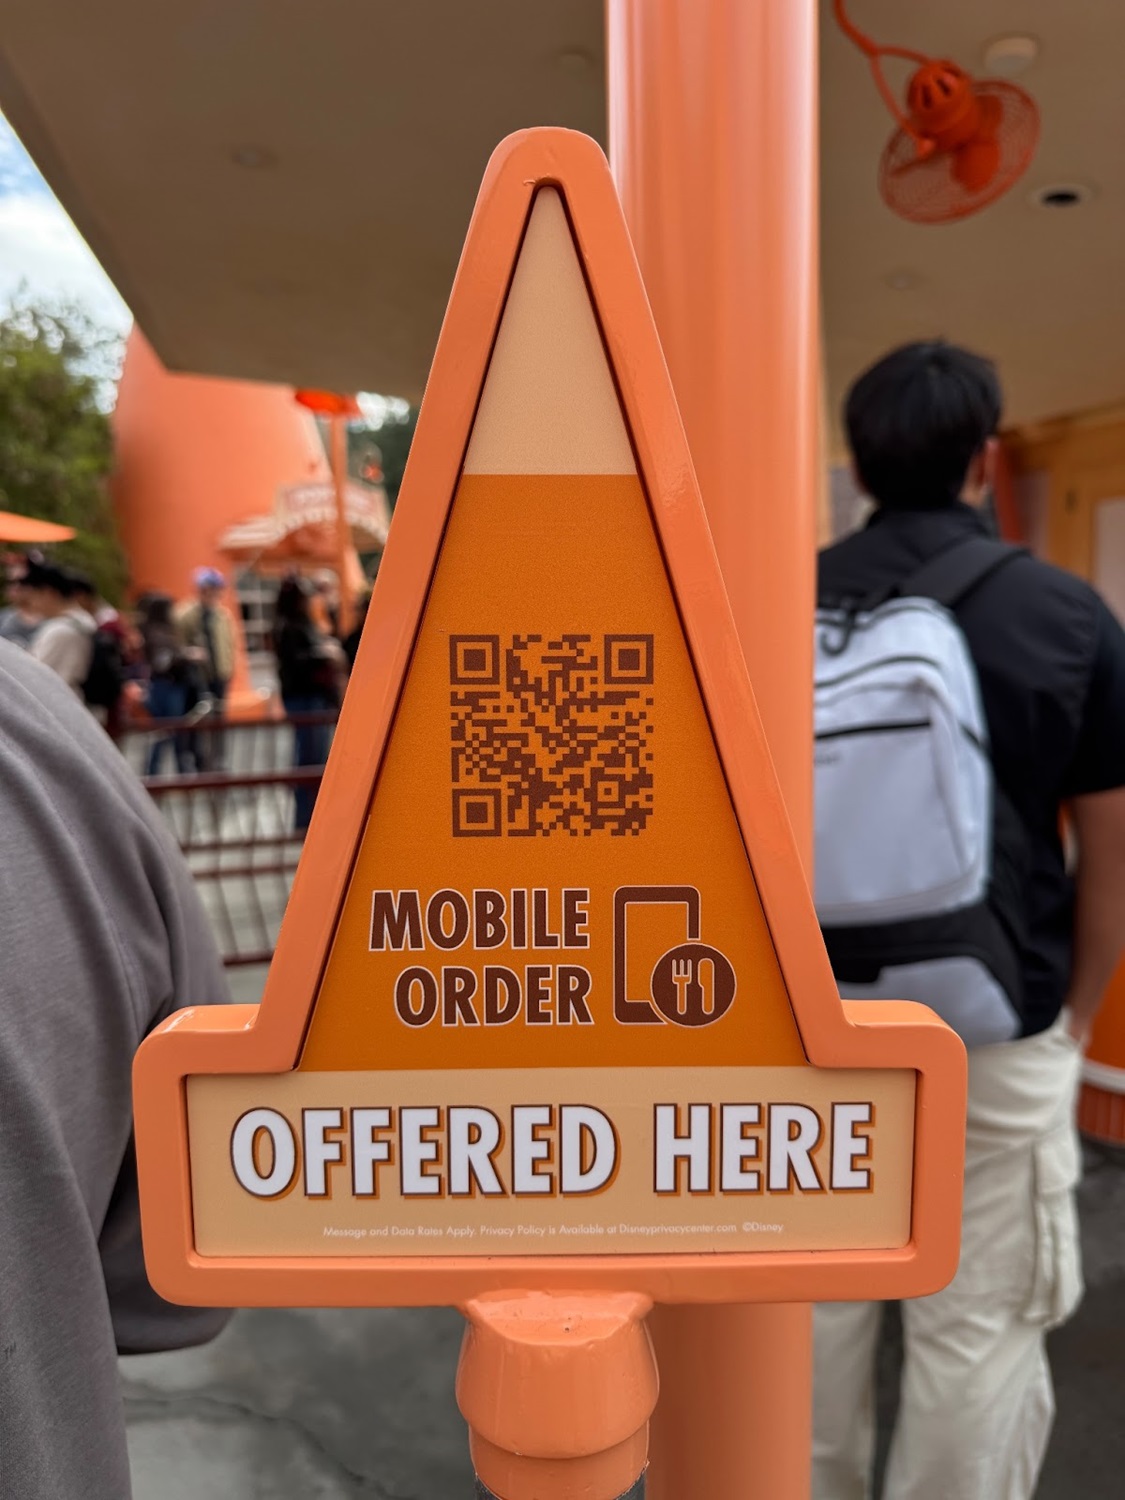 MOBILE
ORDER
OFFERED HERE
Message and Data Rates Apply. Privacy Policy is Available at Disneyprivacycenter.com ©Disney